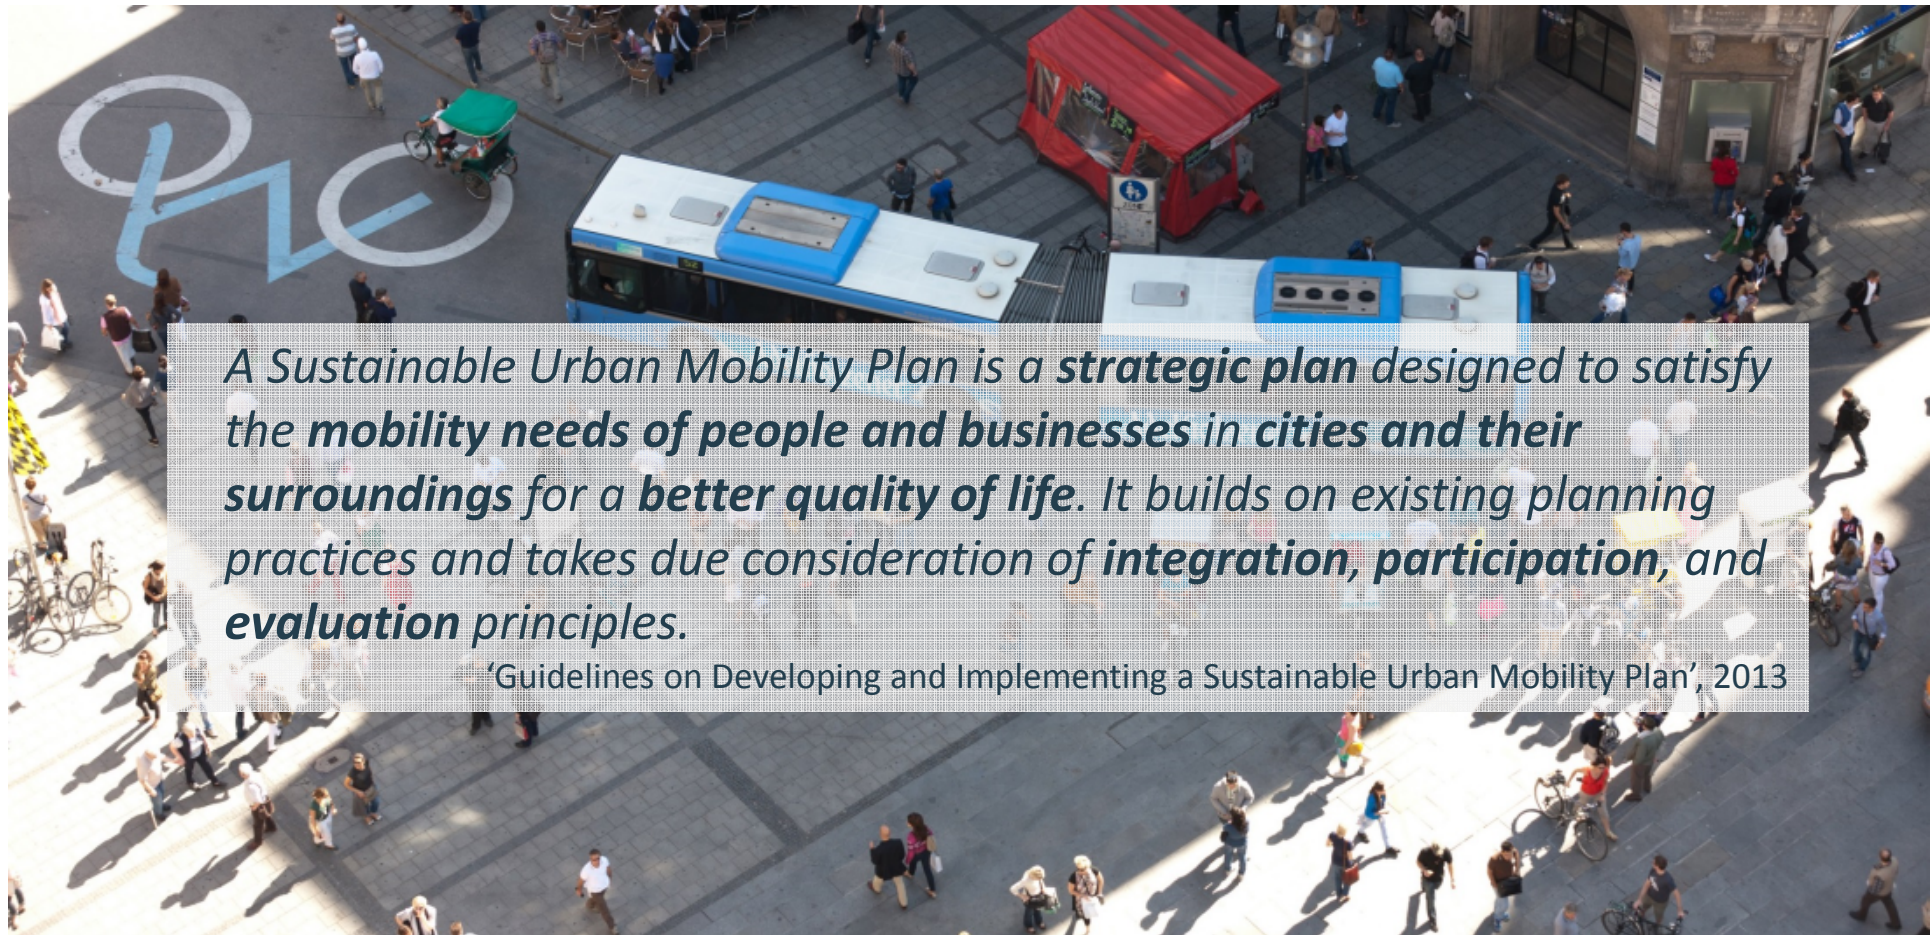 A Sustainable Urban Mobility Plan is a strategic plan designed to satisfy
the mobility needs of people and businesses in cities and their
surroundings for a better quality of life. It builds on existing planning
practices and takes due consideration of integration, participation, and
evaluation principles.
‘Guidelines on Developing and Implementing a Sustainable Urban Mobility Plan’, 2013